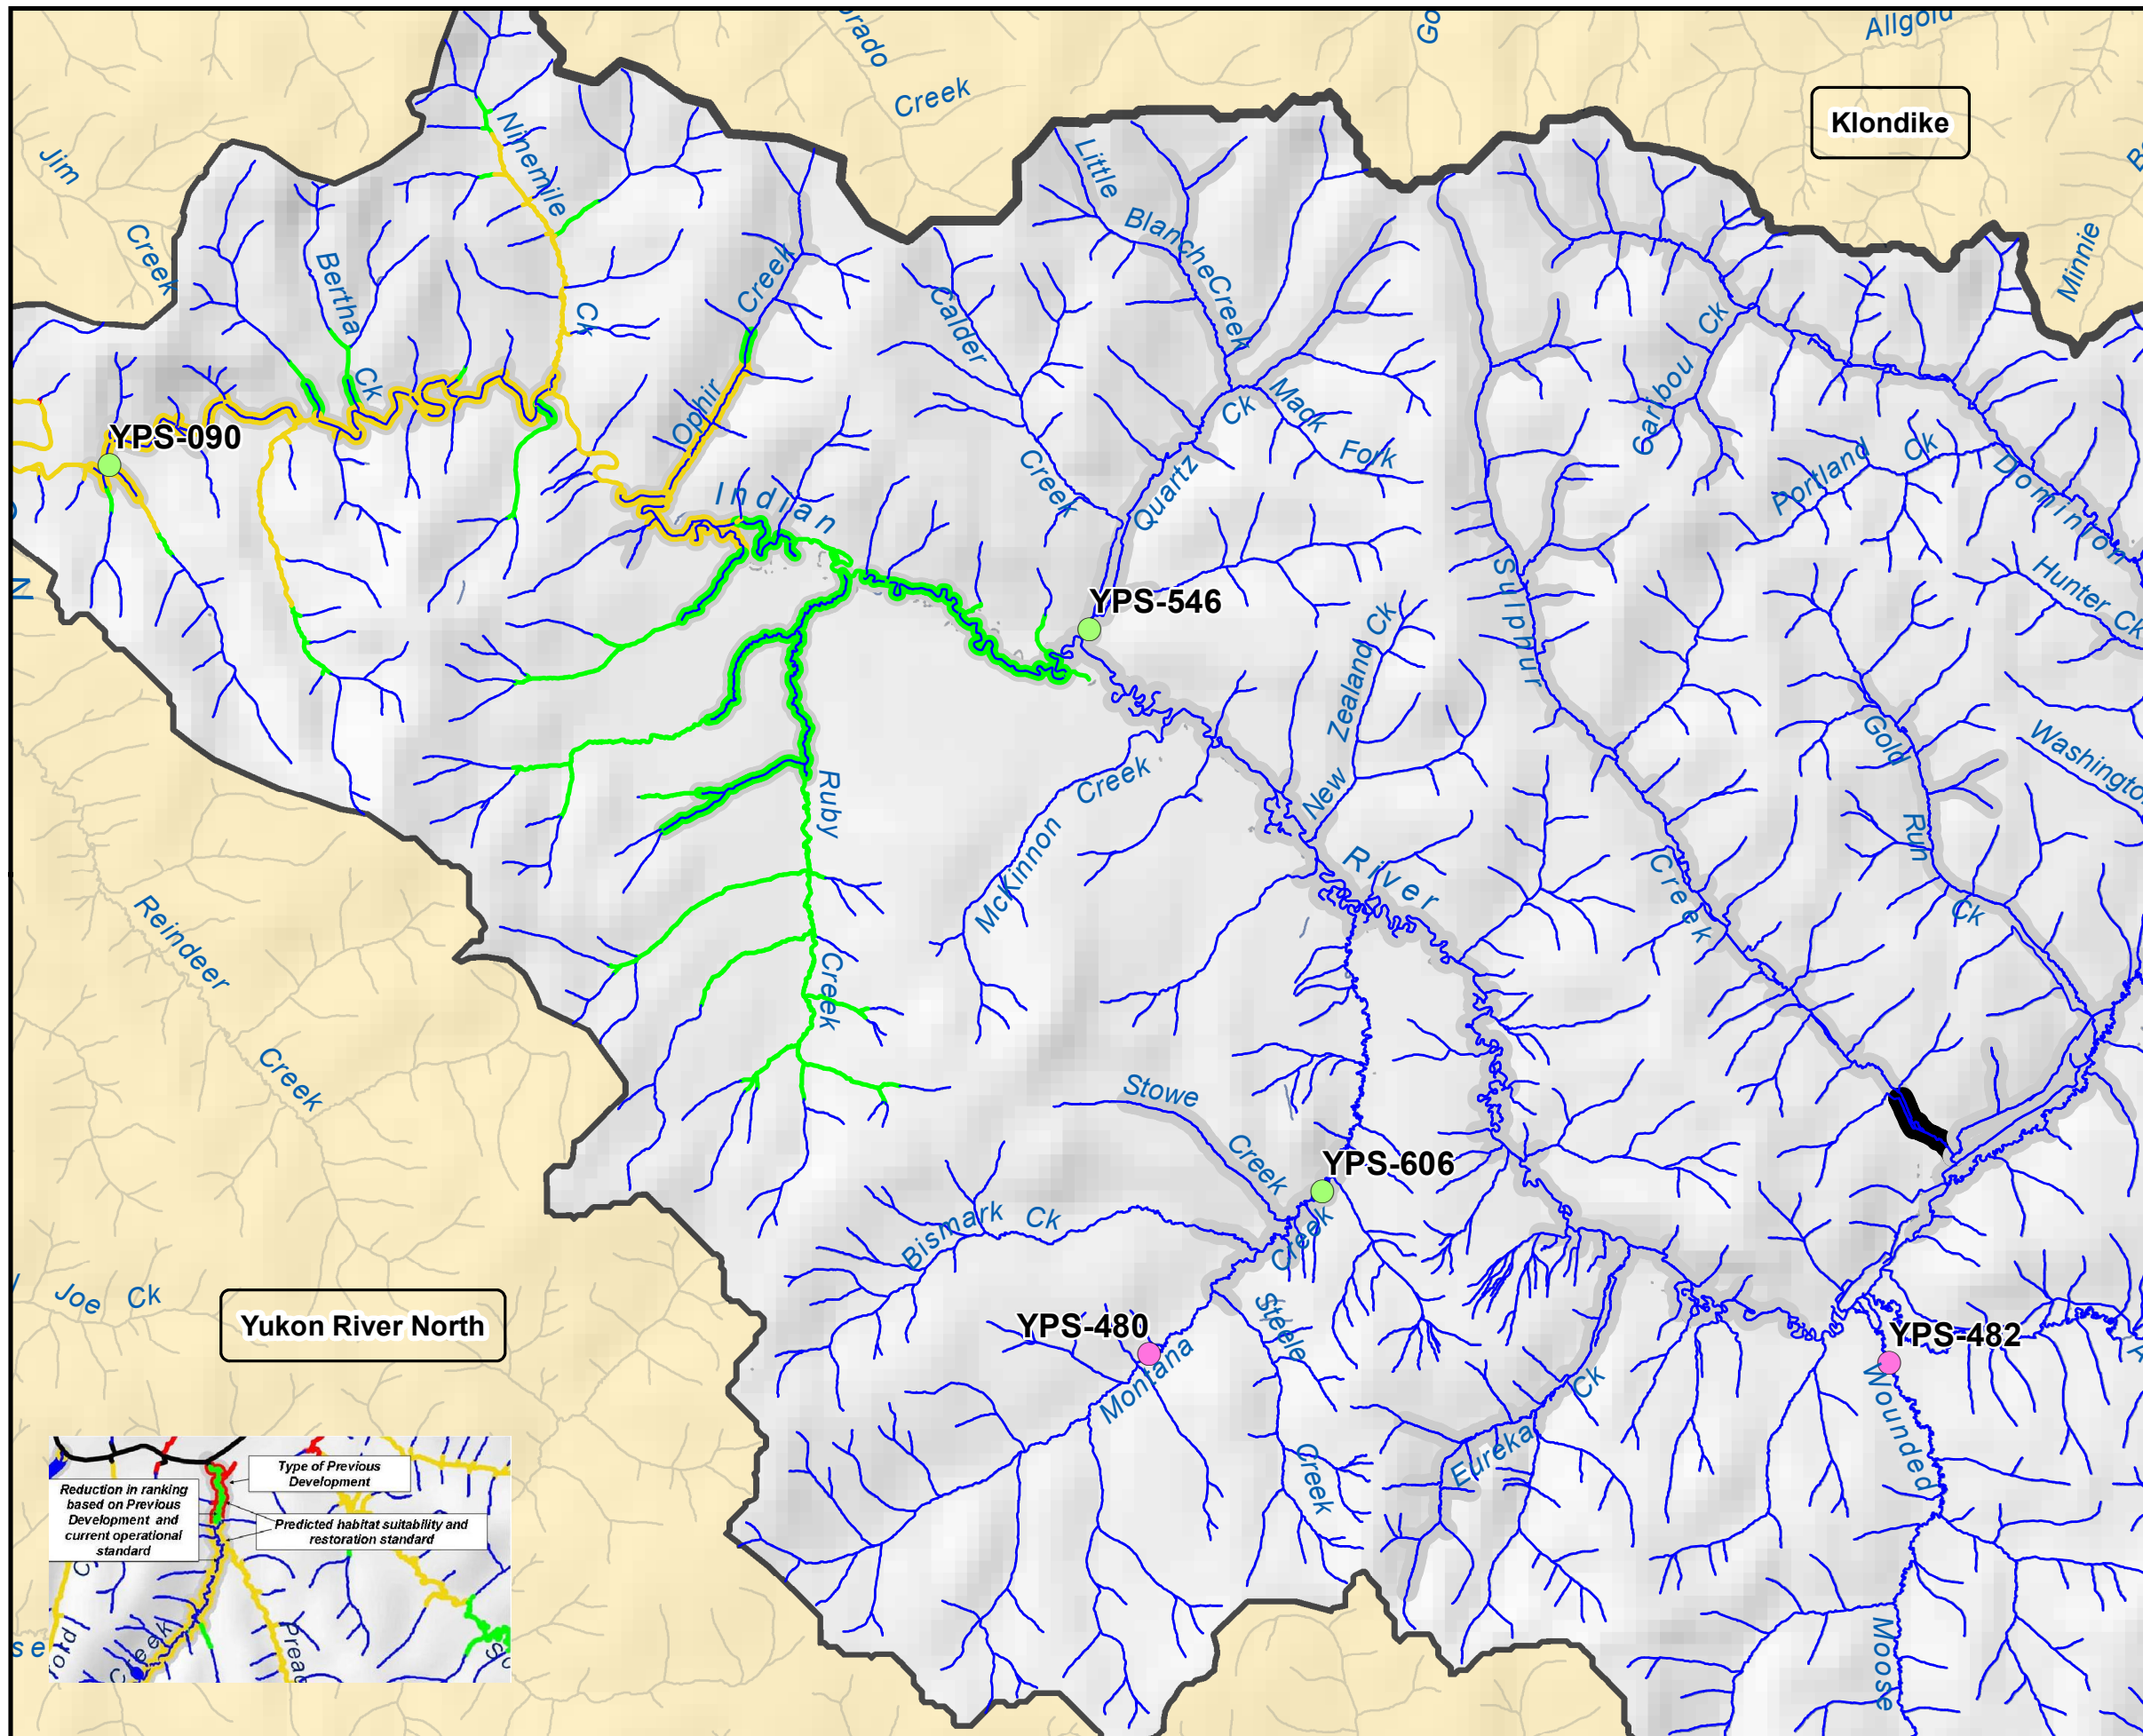 Creek
Allgold
Klondike
Jim
Creek
Ninemile
Ck
Bertha
Ck
Ophir
Creek
Little
Blanche
Creek
Calder
Creek
Mack
Fork
Quartz
Ck
Caribou
Ck
Minnie
Portland
Ck
Dominion
Hunter Ck
YPS-090
Indian
YPS-546
Sulphur
Creek
New
Zealand
Ck
Gold
Run
Ck
Washington
McKinnon
Creek
River
Ruby
Creek
Reindeer
Creek
Stowe
Creek
YPS-606
Creek
Bismark
Ck
Joe
Ck
Yukon River North
YPS-480
Montana
Steele
Creek
Eureka
Ck
YPS-482
Wounded
Moose
Type of Previous
Development
Reduction in ranking
based on Previous
Development and
current operational
standard
Predicted habitat suitability and
restoration standard
Creek